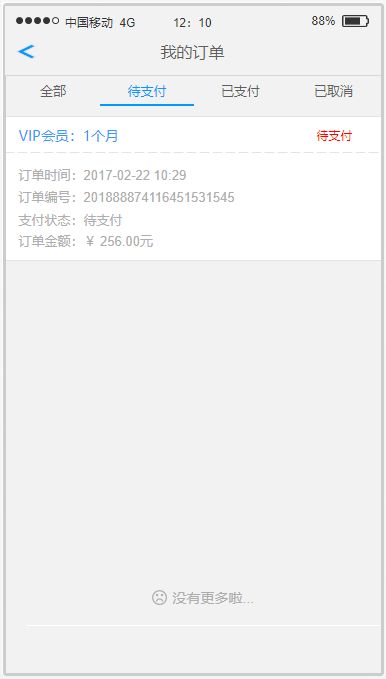 中国移动 4G 12：10 88%
我的订单
全部 待支付 已支付 已取消
VIP会员：1个月 待支付
订单时间：2017-02-22 10:29
订单编号：201888874116451531545
支付状态：待支付
订单金额：￥ 256.00元
没有更多啦...